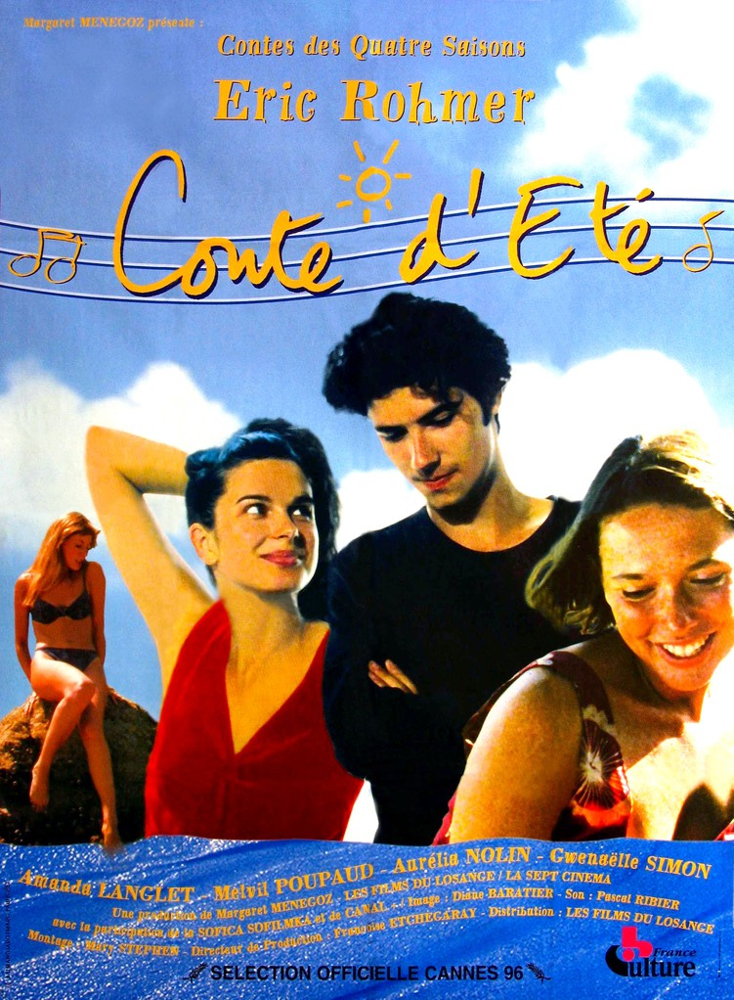 Margaret MENEGOZ présente :
Contes des Quatre Saisons
Eric Rohmer
Conte d'Eté
Amanda LANGLET - Melvil POUPAUD - Aurélia NOLIN - Gwenaëlle SIMON
Une production de Margaret MENEGOZ - LES FILMS DU LOSANGE / LA SEPT CINEMA
avec la participation de la SOFICA SOFILMKA et de CANAL + - Image : Diane BARATIER - Son : Pascal RIBIER
Montage : Mary STEPHEN - Directeur de Production : Françoise ETCHEGARAY - Distribution : LES FILMS DU LOSANGE
France
Culture
SELECTION OFFICIELLE CANNES 96